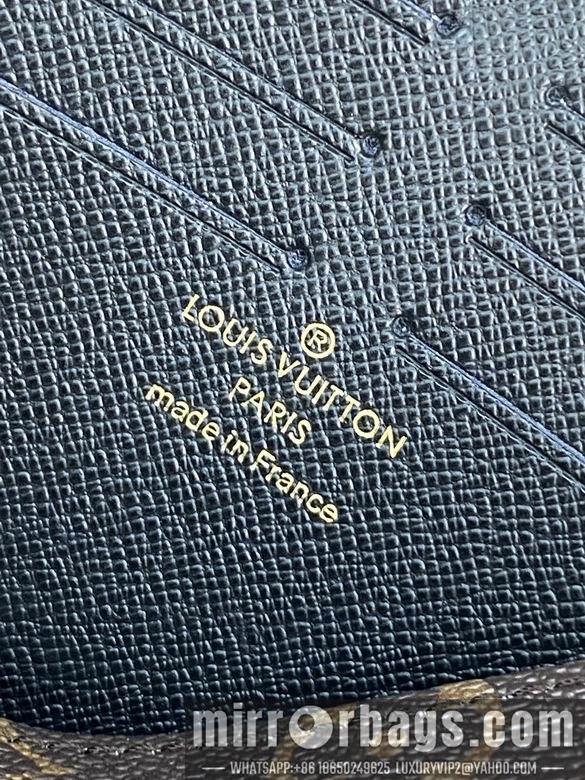 ®
LOUIS VUITTON
PARIS
made in France
mirrorbags.com
WHATSAPP:+86 18650249625 LUXURYVIP2@YAHOO.COM